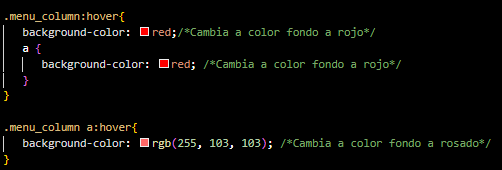 .menu_column:hover{
background-color: red;/*Cambia a color fondo a rojo*/
a {
background-color: red; /*Cambia a color fondo a rojo*/
}
}
.menu_column a:hover{
background-color: rgb(255, 103, 103); /*Cambia a color fondo a rosado*/
}